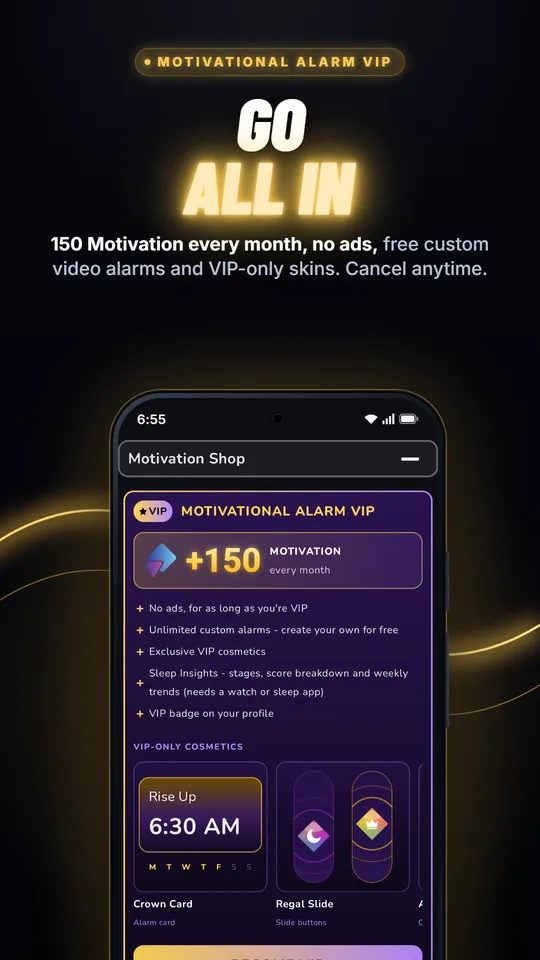 MOTIVATIONAL ALARM VIP
GO
ALL IN
150 Motivation every month, no ads, free custom
video alarms and VIP-only skins. Cancel anytime.
6:55
Motivation Shop
VIP MOTIVATIONAL ALARM VIP
+150 MOTIVATION
every month
+ No ads, for as long as you're VIP
+ Unlimited custom alarms - create your own for free
+ Exclusive VIP cosmetics
+ Sleep Insights - stages, score breakdown and weekly
trends (needs a watch or sleep app)
+ VIP badge on your profile
VIP-ONLY COSMETICS
Rise Up
6:30 AM
M T W T F S S
Crown Card
Alarm card
Regal Slide
Slide buttons